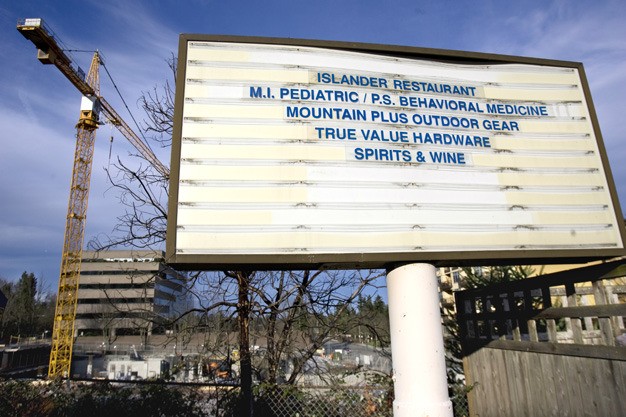 ISLANDER RESTAURANT
M.I. PEDIATRIC / P.S. BEHAVIORAL MEDICINE
MOUNTAIN PLUS OUTDOOR GEAR
TRUE VALUE HARDWARE
SPIRITS & WINE